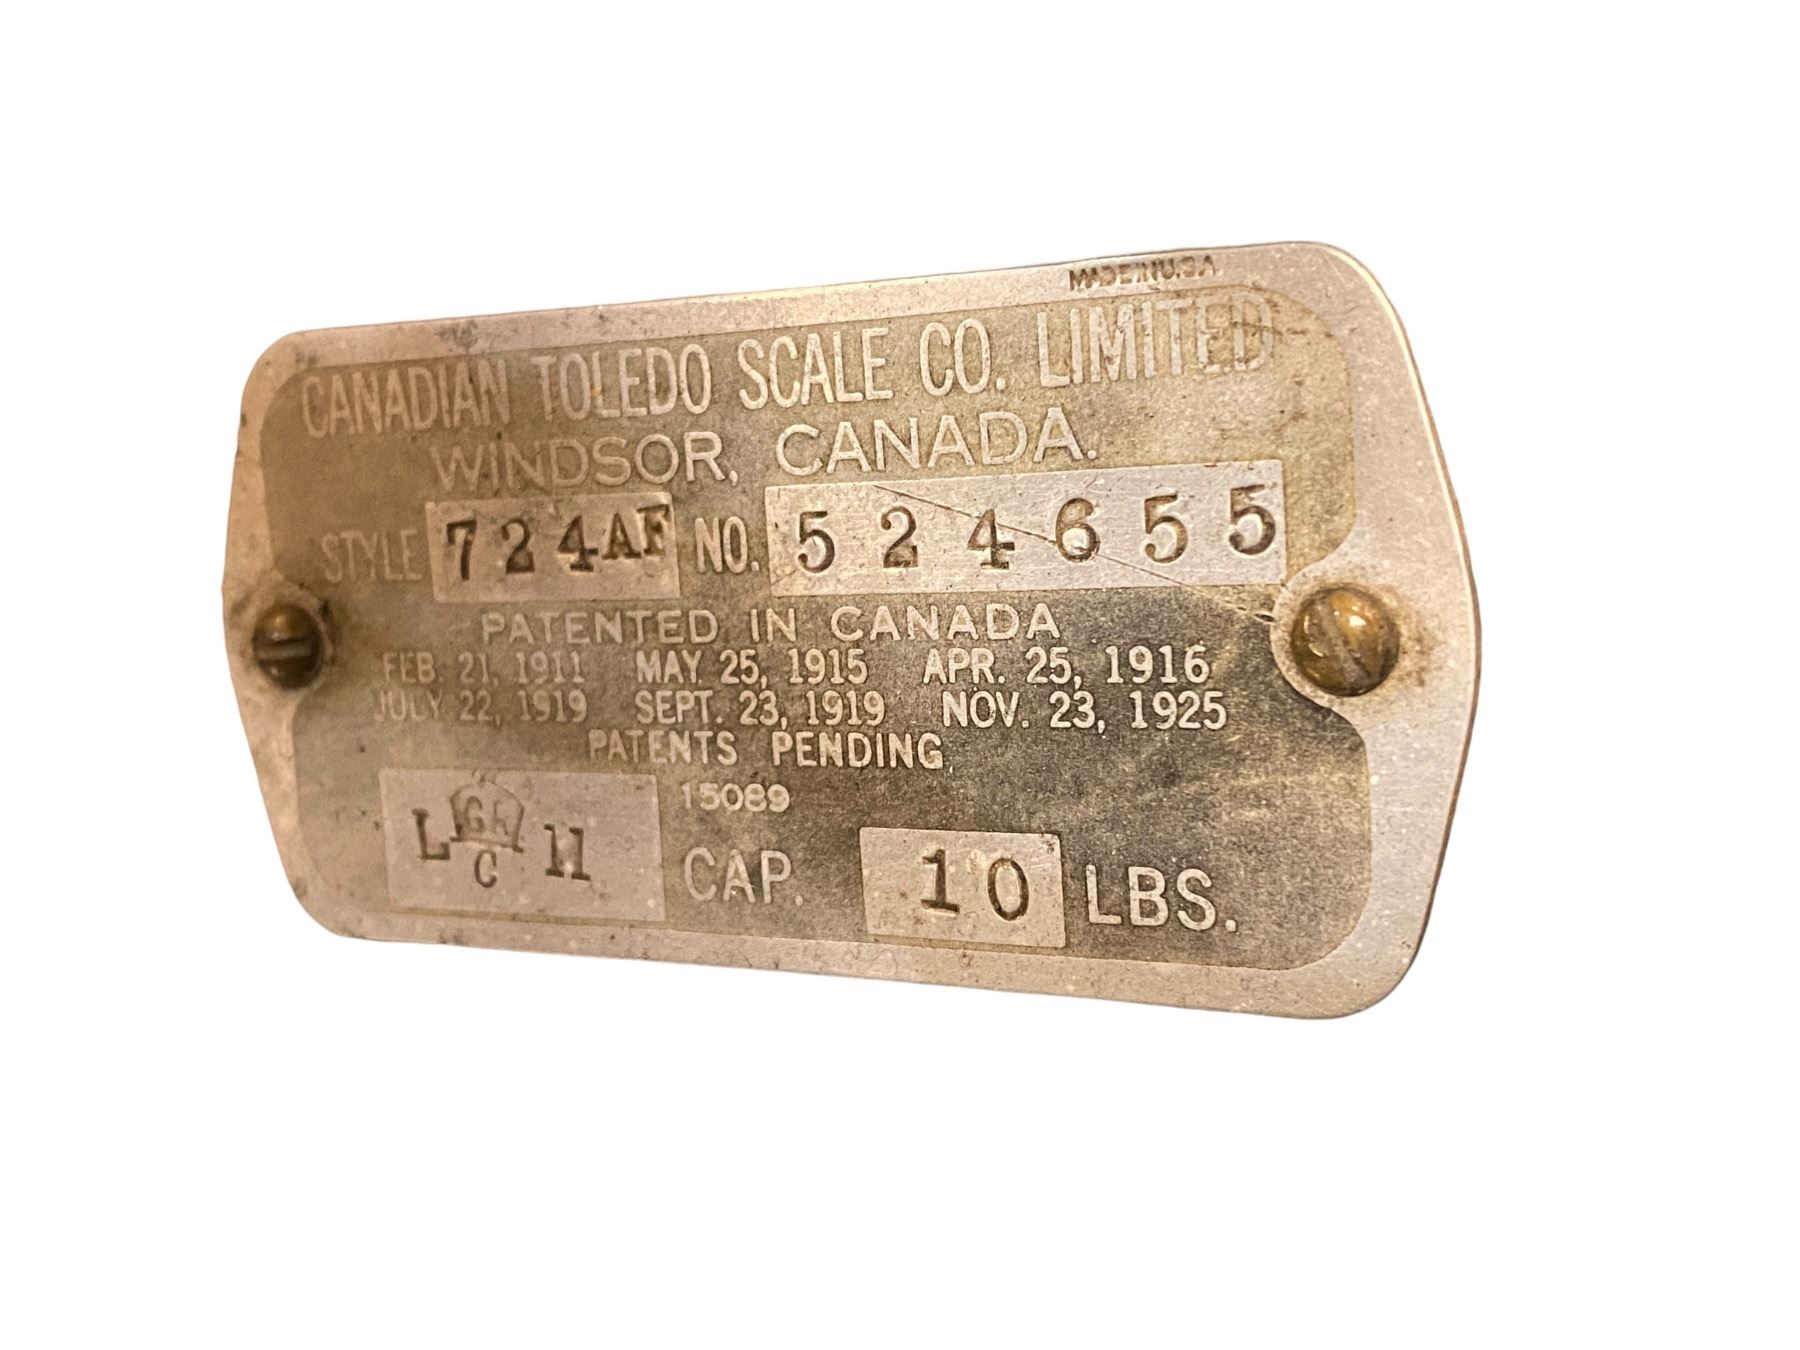 MADE IN U.S.A.
CANADIAN TOLEDO SCALE CO. LIMITED
WINDSOR, CANADA.
STYLE 724AF NO. 524655
PATENTED IN CANADA
FEB. 21, 1911 MAY 25, 1915 APR. 25, 1916
JULY 22, 1919 SEPT. 23, 1919 NOV. 23, 1925
PATENTS PENDING
15089
L C 11 CAP. 10 LBS.